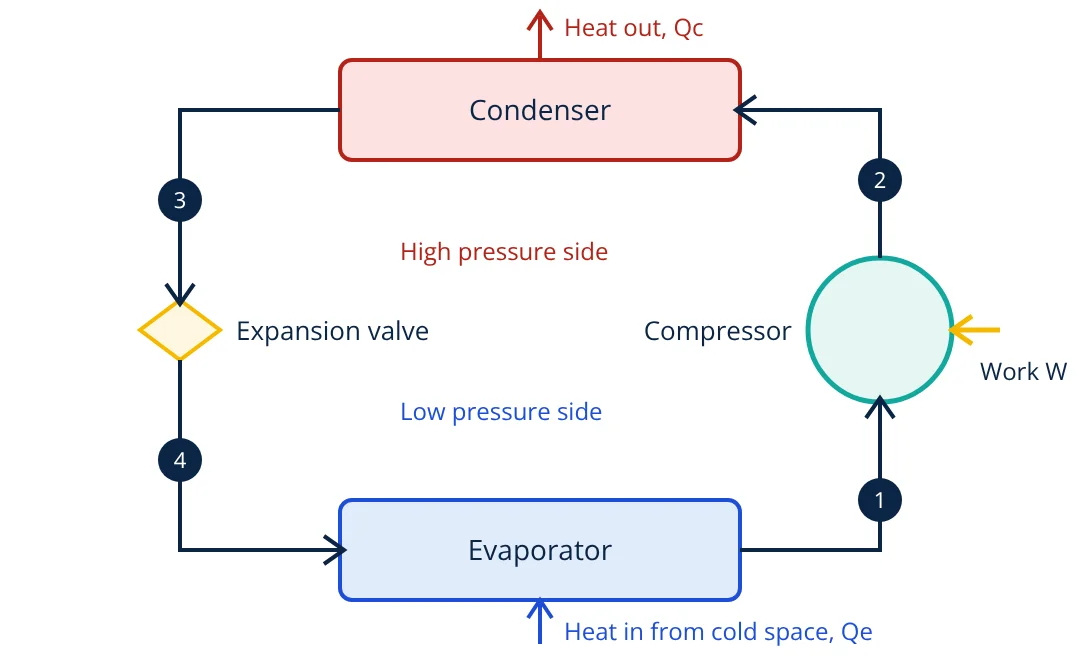 Heat out, Qc
Condenser
2
3
High pressure side
Expansion valve
Compressor
Work W
Low pressure side
4
1
Evaporator
Heat in from cold space, Qe